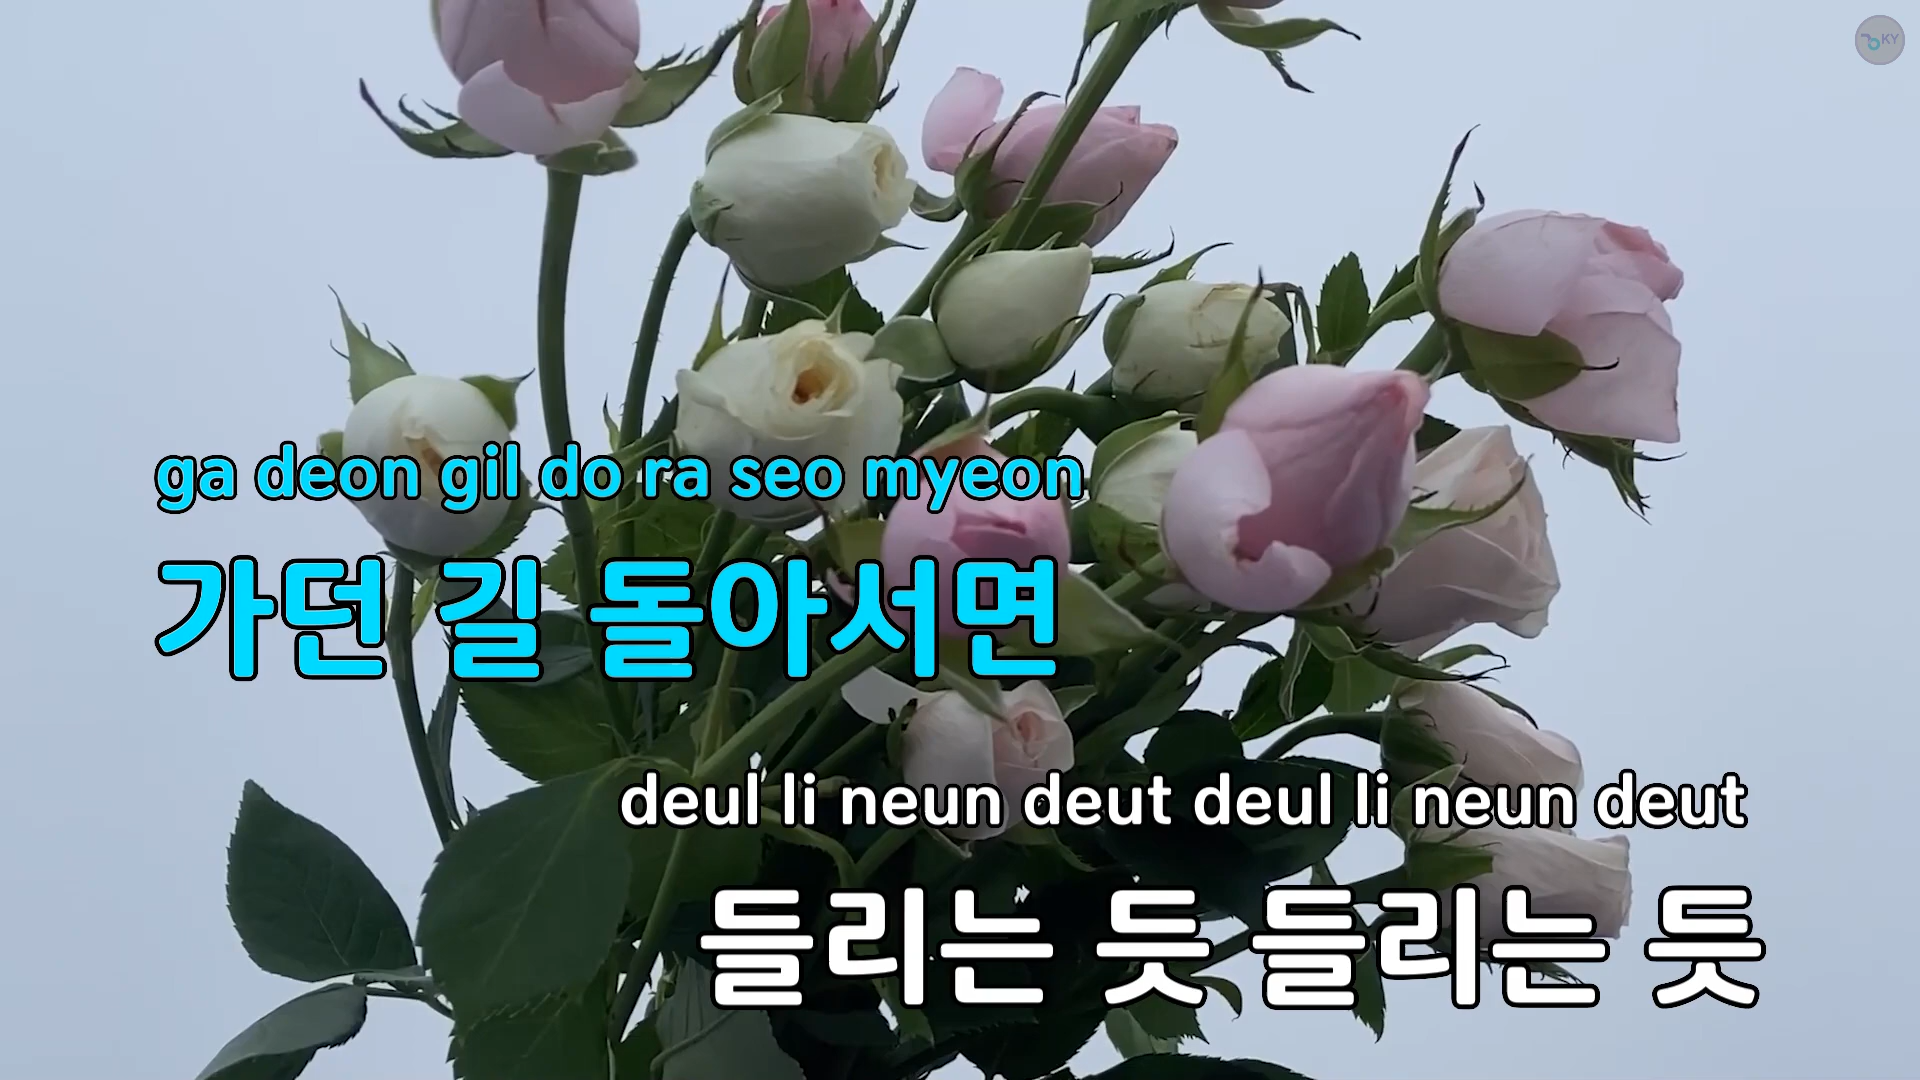 KY
ga deon gil do ra seo myeon
가던 길 돌아서면
deul li neun deut deul li neun deut
들리는 듯 들리는 듯